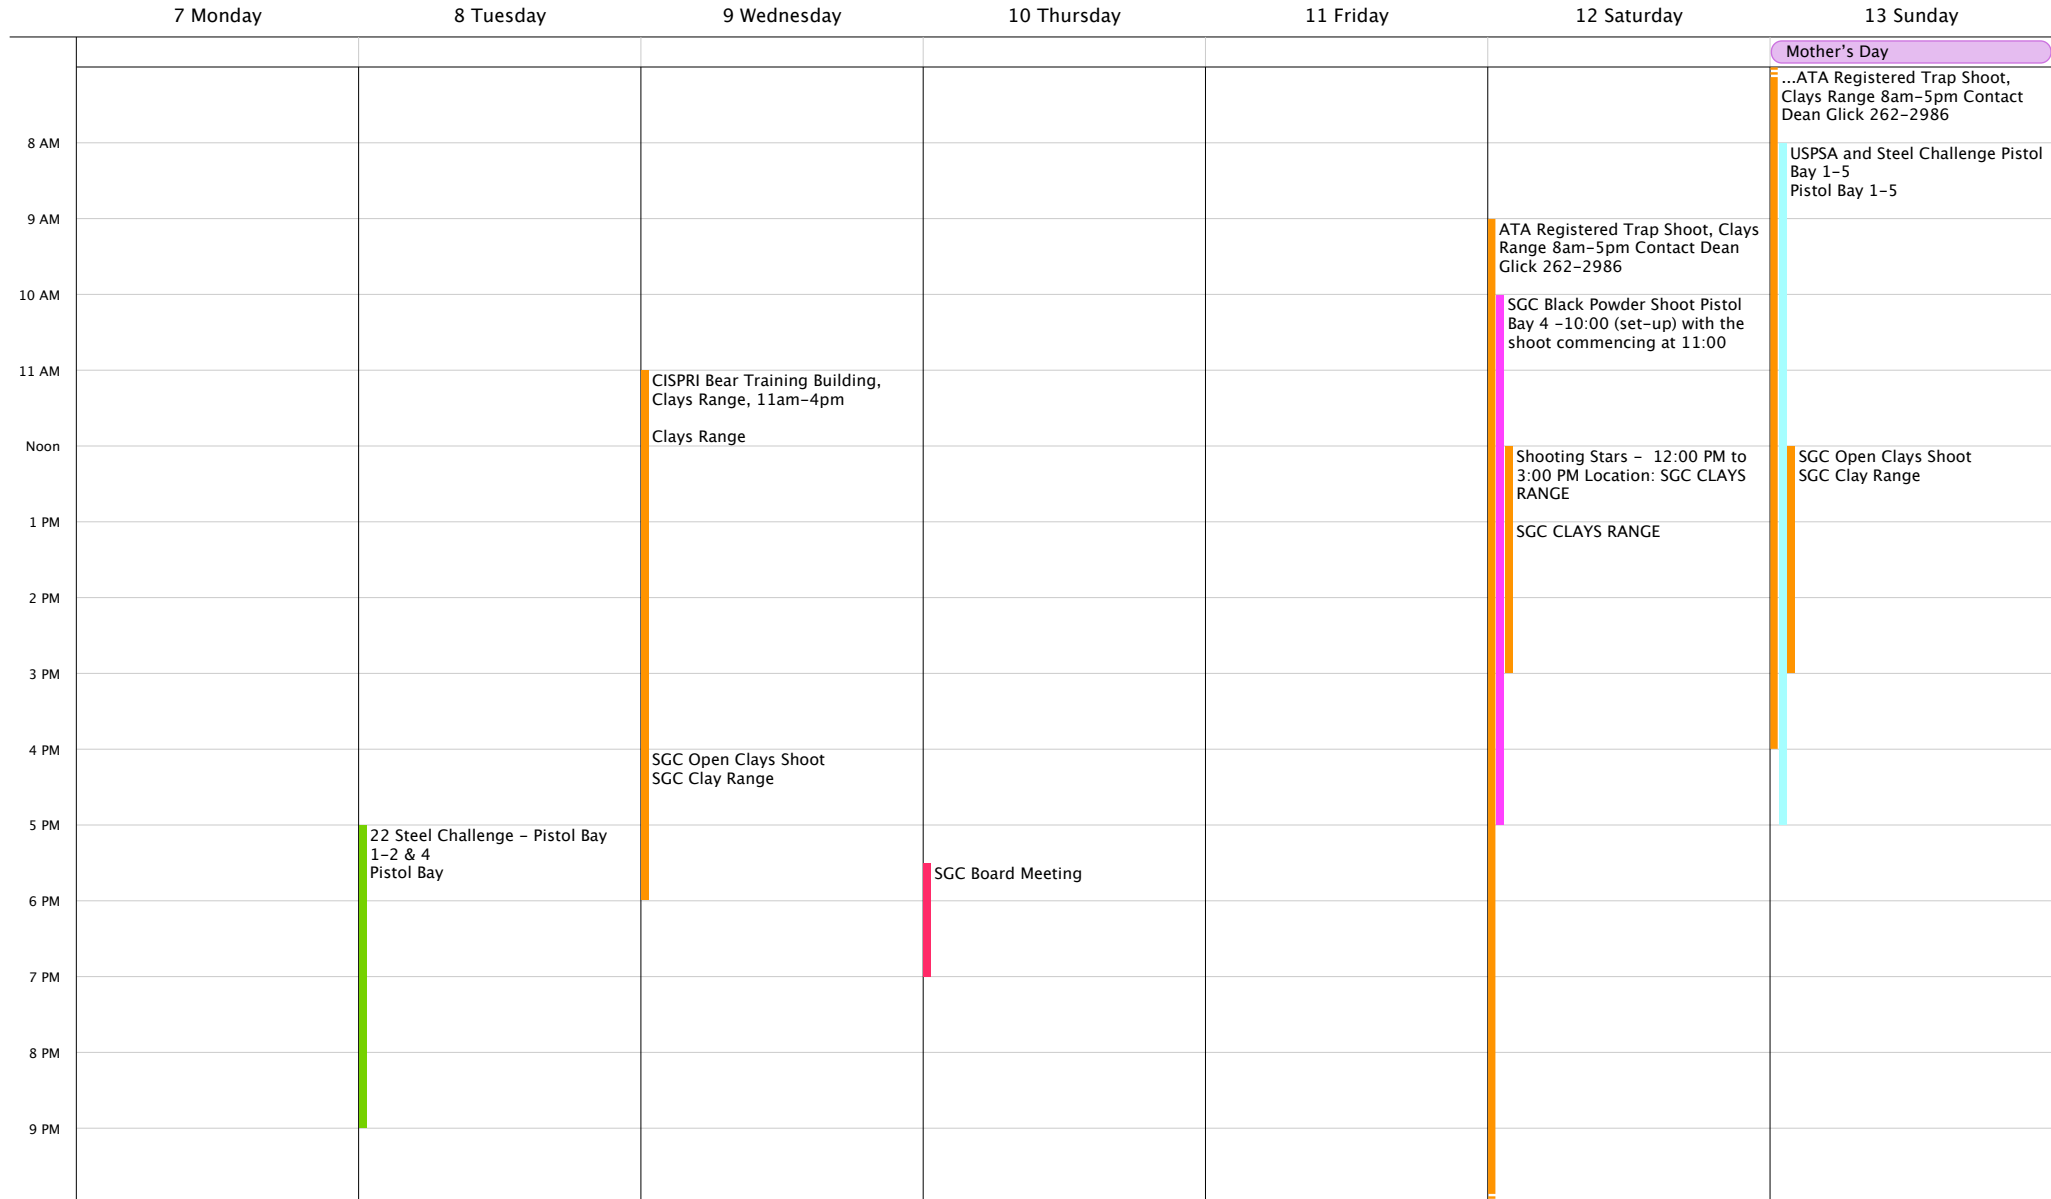 7 Monday
8 Tuesday
9 Wednesday
10 Thursday
11 Friday
12 Saturday
13 Sunday
Mother’s Day
8 AM
9 AM
10 AM
11 AM
Noon
1 PM
2 PM
3 PM
4 PM
5 PM
6 PM
7 PM
8 PM
9 PM
22 Steel Challenge - Pistol Bay
1-2 & 4
Pistol Bay
CISPRI Bear Training Building,
Clays Range, 11am-4pm
Clays Range
SGC Open Clays Shoot
SGC Clay Range
SGC Board Meeting
ATA Registered Trap Shoot, Clays
Range 8am-5pm Contact Dean
Glick 262-2986
SGC Black Powder Shoot Pistol
Bay 4 -10:00 (set-up) with the
shoot commencing at 11:00
Shooting Stars - 12:00 PM to
3:00 PM Location: SGC CLAYS
RANGE
SGC CLAYS RANGE
...ATA Registered Trap Shoot,
Clays Range 8am-5pm Contact
Dean Glick 262-2986
USPSA and Steel Challenge Pistol
Bay 1-5
Pistol Bay 1-5
SGC Open Clays Shoot
SGC Clay Range